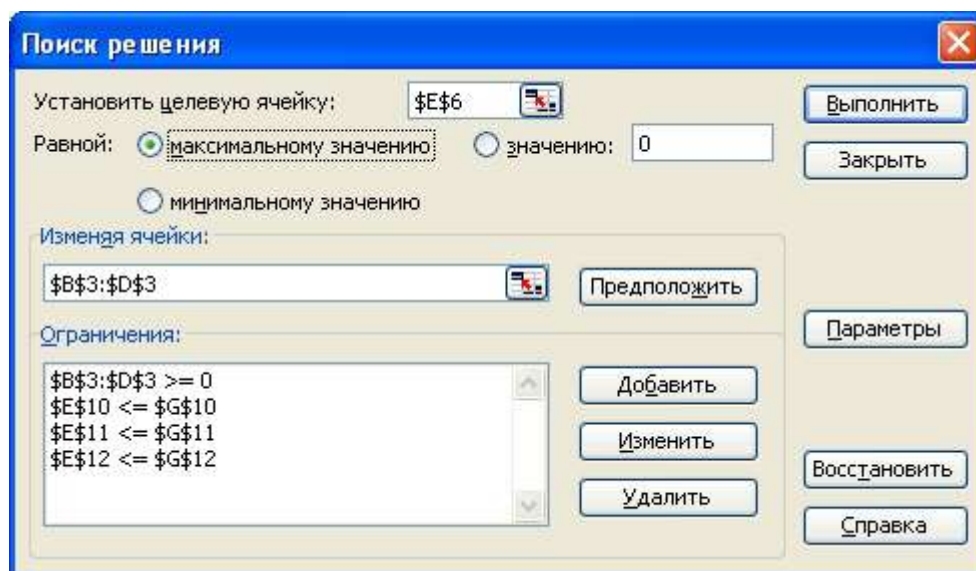 Поиск решения
Установить целевую ячейку: $E$6
Выполнить
Равной: максимальному значению значению: 0
Закрыть
минимальному значению
Изменяя ячейки:
$B$3:$D$3
Предположить
Параметры
Ограничения:
$B$3:$D$3 >= 0
$E$10 <= $G$10
$E$11 <= $G$11
$E$12 <= $G$12
Добавить
Изменить
Удалить
Восстановить
Справка